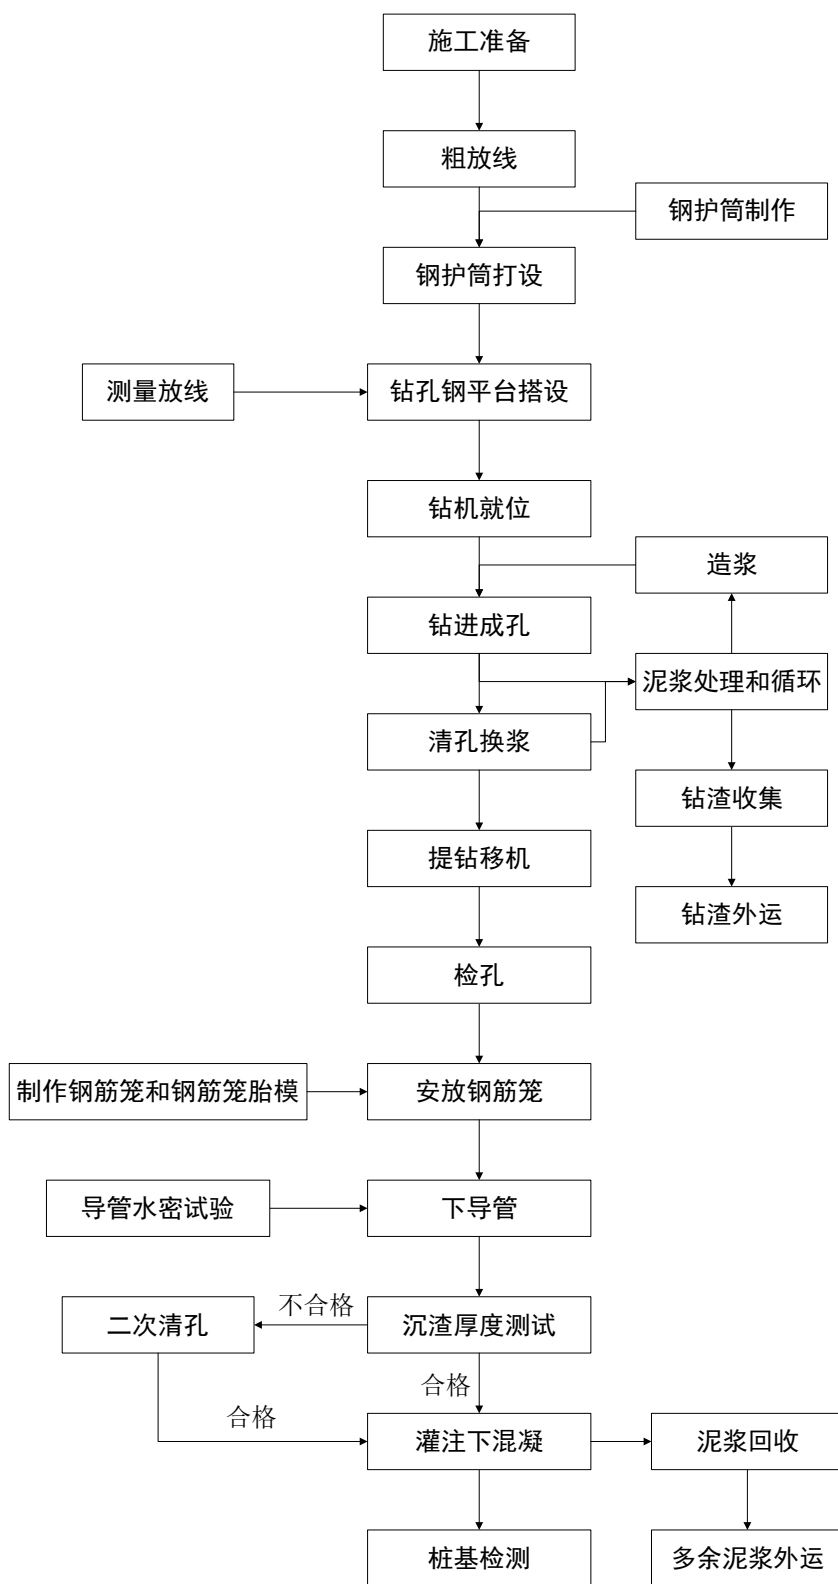 施工准备
粗放线
钢护筒制作
钢护筒打设
测量放线
钻孔钢平台搭设
钻机就位
造浆
钻进成孔
泥浆处理和循环
清孔换浆
钻渣收集
提钻移机
钻渣外运
检孔
制作钢筋笼和钢筋笼胎模
安放钢筋笼
导管水密试验
下导管
不合格
二次清孔
沉渣厚度测试
合格
合格
灌注下混凝
泥浆回收
桩基检测
多余泥浆外运